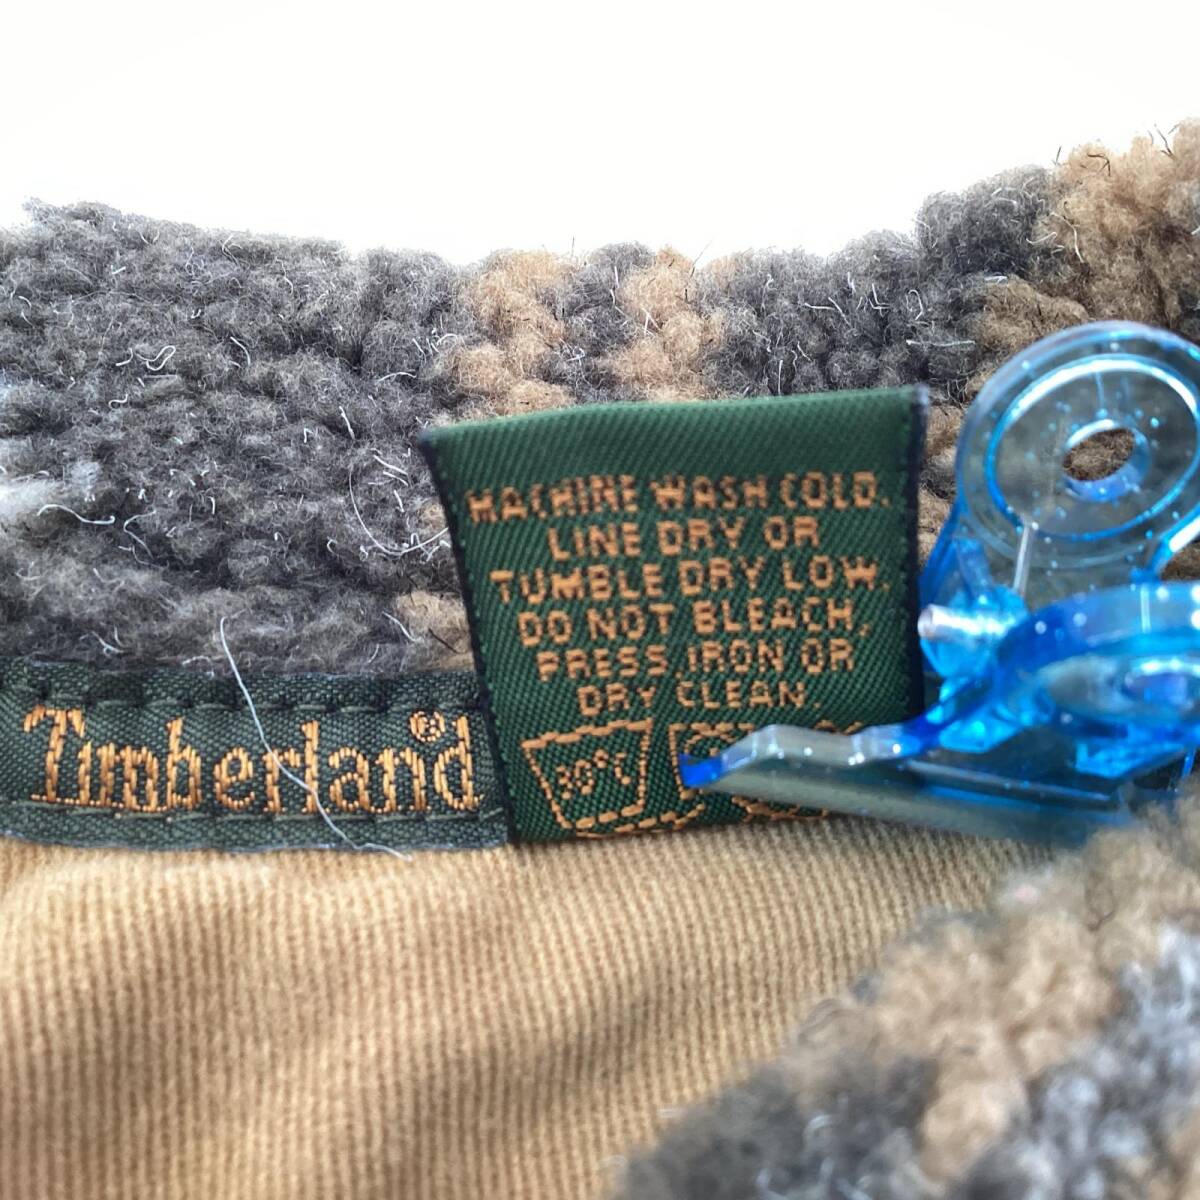 MACHINE WASH COLD.
LINE DRY OR
TUMBLE DRY LOW.
DO NOT BLEACH,
PRESS, IRON OR
DRY CLEAN.
30°C
Timberland®